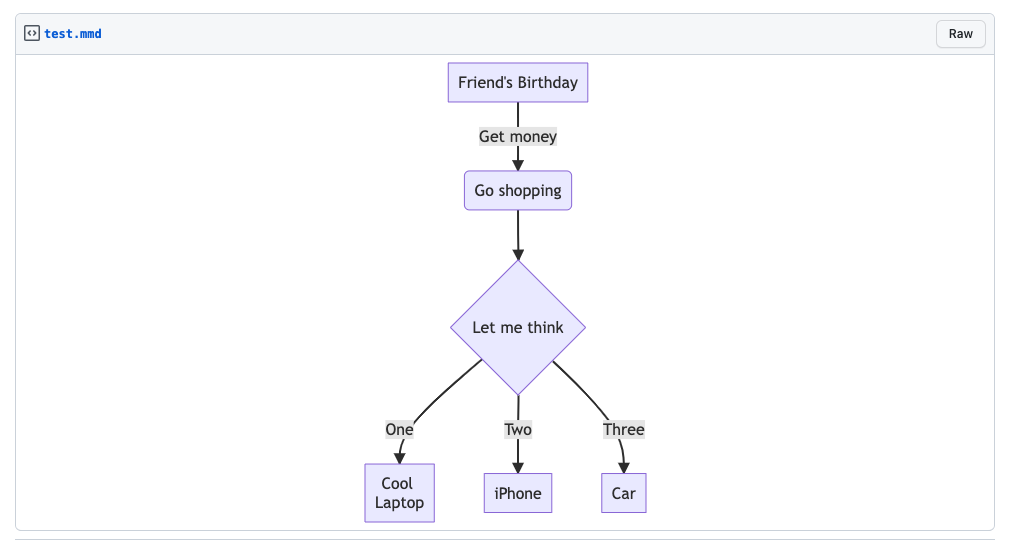 test.mmd
Raw
Friend's Birthday
Get money
Go shopping
Let me think
One
Two
Three
Cool
Laptop
iPhone
Car